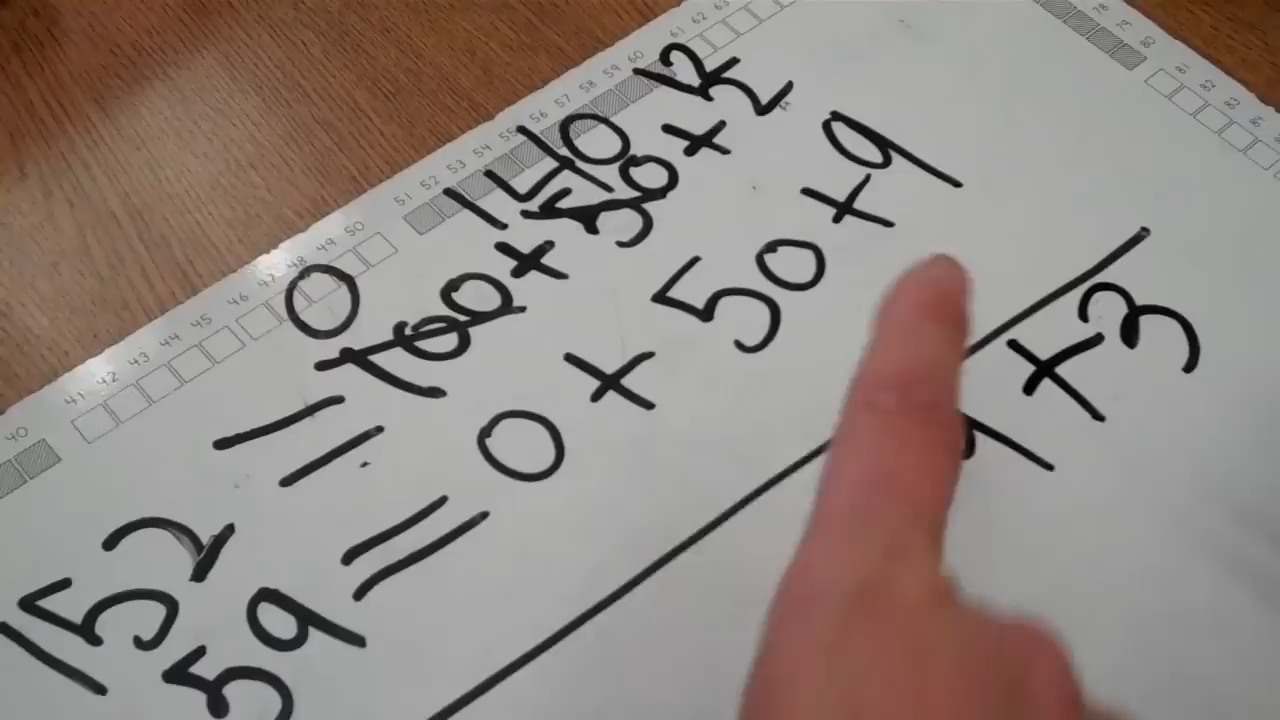 0 140 12
152 = 100 + 50 + 2
59 = 0 + 50 + 9
9 + 3
40
41 42 43 44 45 46 47 48 49 50
51 52 53 54 55 56 57 58 59 60
61 62 63
78 79 80
81 82 83